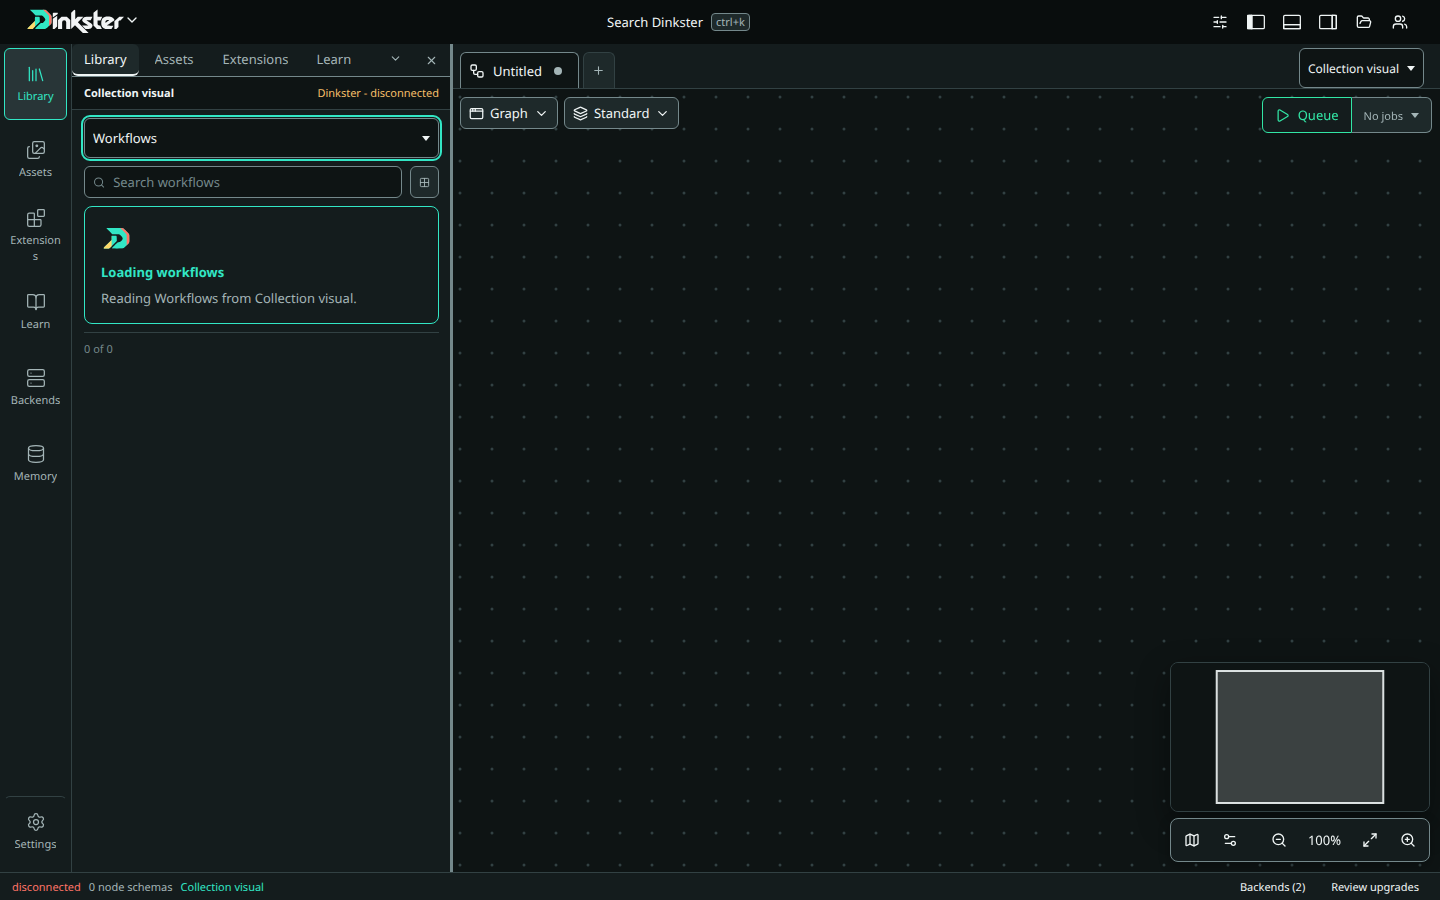 Dinkster
Search Dinkster ctrl+k
Library
Assets
Extensions
Learn
Backends
Memory
Settings
Library Assets Extensions Learn
Collection visual Dinkster - disconnected
Workflows
Search workflows
Loading workflows
Reading Workflows from Collection visual.
0 of 0
Untitled
Collection visual
Graph Standard
Queue No jobs
100%
disconnected 0 node schemas Collection visual
Backends (2) Review upgrades